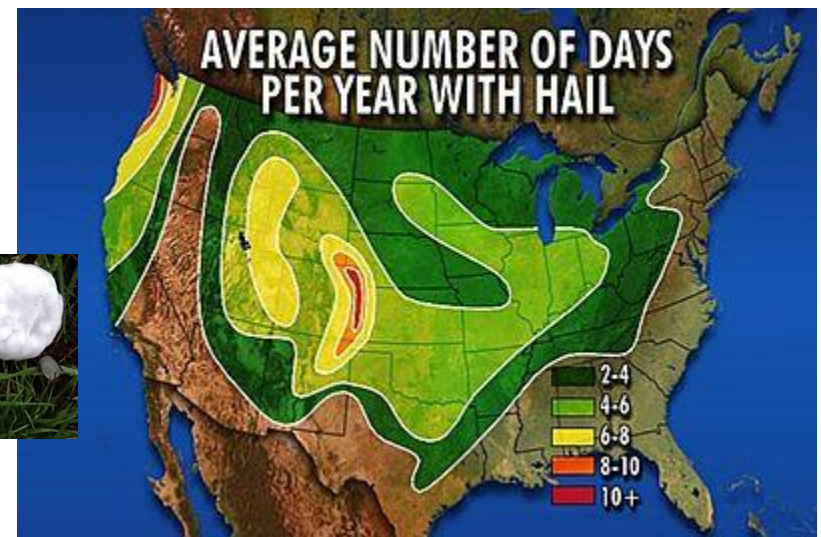 AVERAGE NUMBER OF DAYS
PER YEAR WITH HAIL
2-4
4-6
6-8
8-10
10+